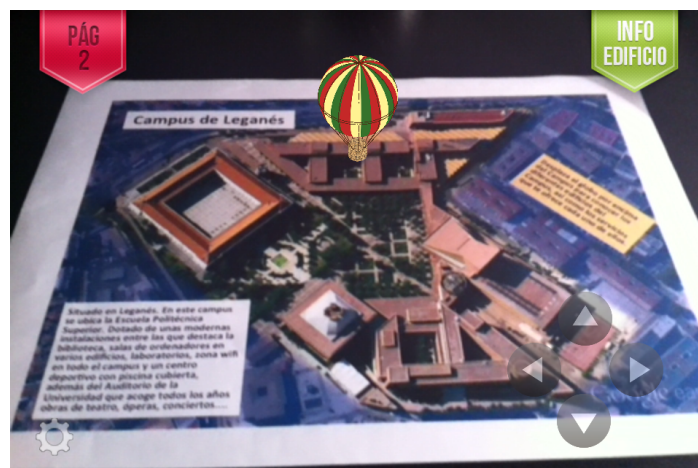 PÁG
2
INFO
EDIFICIO
Campus de Leganés
Situado en Leganés. En este campus
se ubica la Escuela Politécnica
Superior. Dotado de unas modernas
instalaciones entre las que destaca la
biblioteca, salas de ordenadores en
varios edificios, laboratorios, zona wifi
en todo el campus y un centro
deportivo con piscina cubierta,
además del Auditorio de la
Universidad que acoge todos los años
obras de teatro, óperas, conciertos....
Google